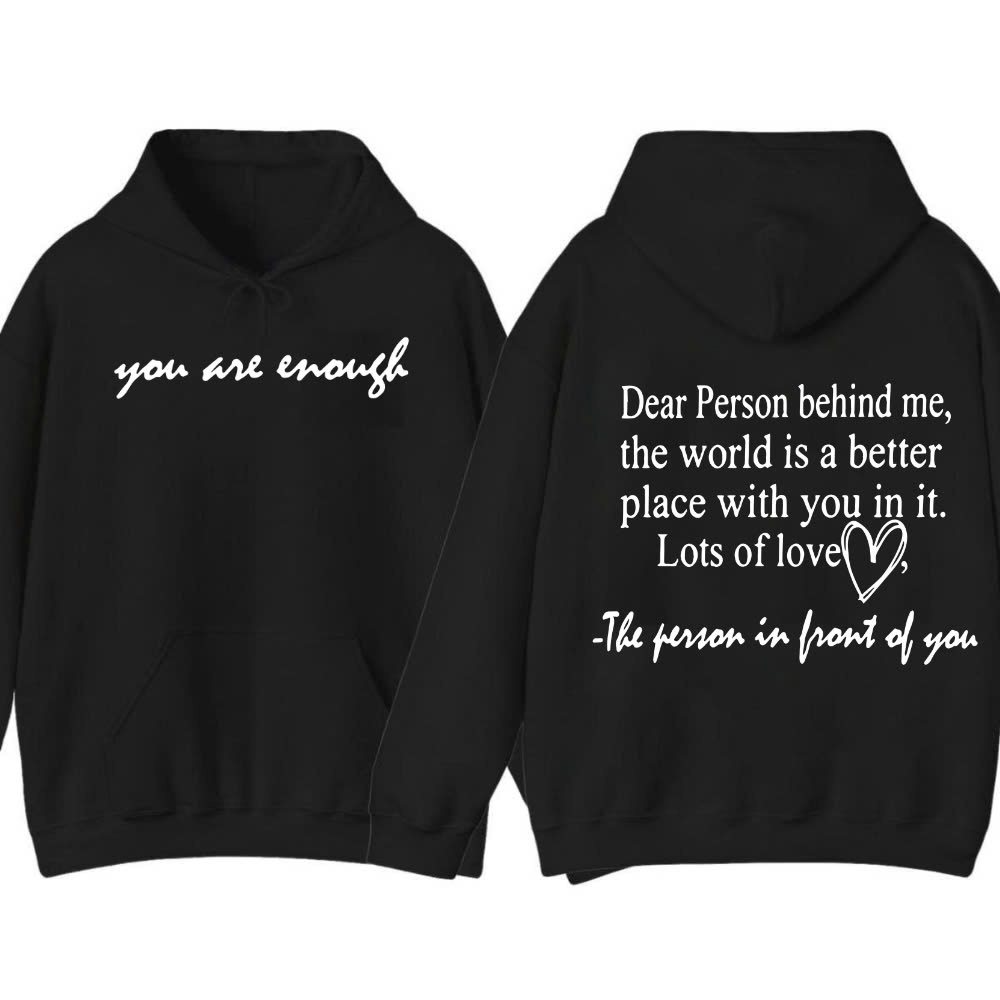 you are enough
Dear Person behind me,
the world is a better
place with you in it.
Lots of love,
-The person in front of you